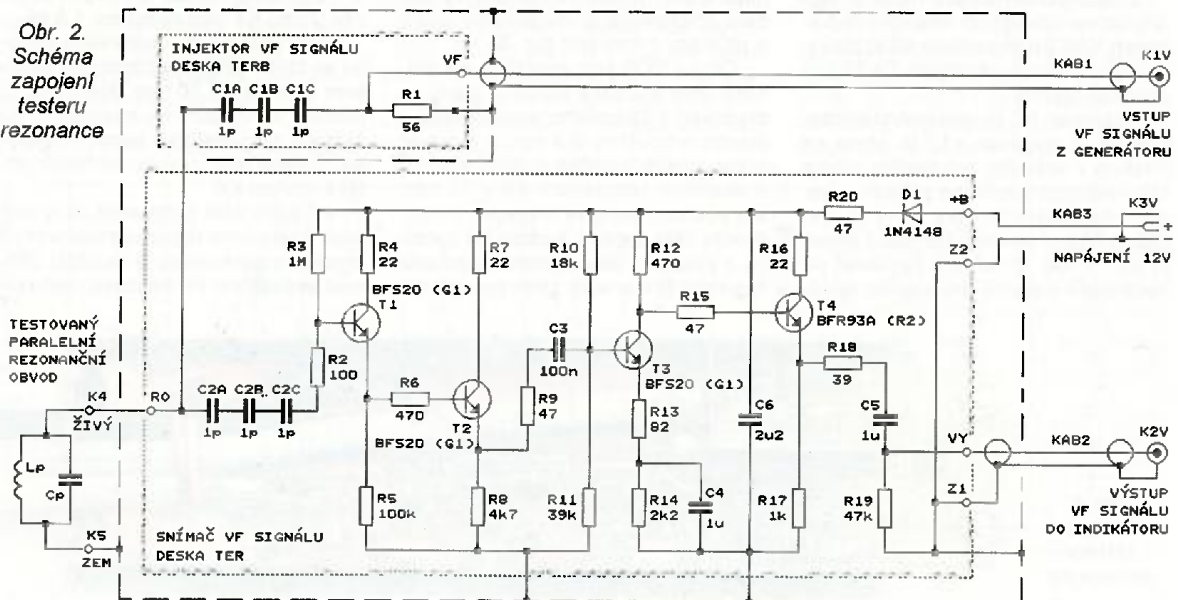 Obr. 2.
Schéma
zapojení
testeru
rezonance
INJEKTOR VF SIGNÁLU
DESKA TERB
VF
C1A C1B C1C
1p 1p 1p
R1
56
KAB1
K1V
VSTUP
VF SIGNÁLU
Z GENERÁTORU
R3
1M
R4
22
R7
22
R10
18k
R12
470
R16
22
R20
47
D1
1N4148
+B
KAB3
K3V
+
-
NAPÁJENÍ 12V
Z2
BFS20 (G1)
T1
R2
100
R15
47
T4
BFR93A (R2)
T3
BFS20 (G1)
C3
100n
R18
39
TESTOVANÝ
PARALELNÍ
REZONANČNÍ
OBVOD
K4
ŽIVÝ
RO
C2A C2B C2C
1p 1p 1p
R6
470
T2
BFS20 (G1)
R9
47
R13
82
C6
2u2
C5
1u
VY
KAB2
K2V
Lp
Cp
R5
100k
R8
4k7
R11
39k
R14
2k2
C4
1u
R17
1k
R19
47k
Z1
VÝSTUP
VF SIGNÁLU
DO INDIKÁTORU
K5
ZEM
SNÍMAČ VF SIGNÁLU
DESKA TER